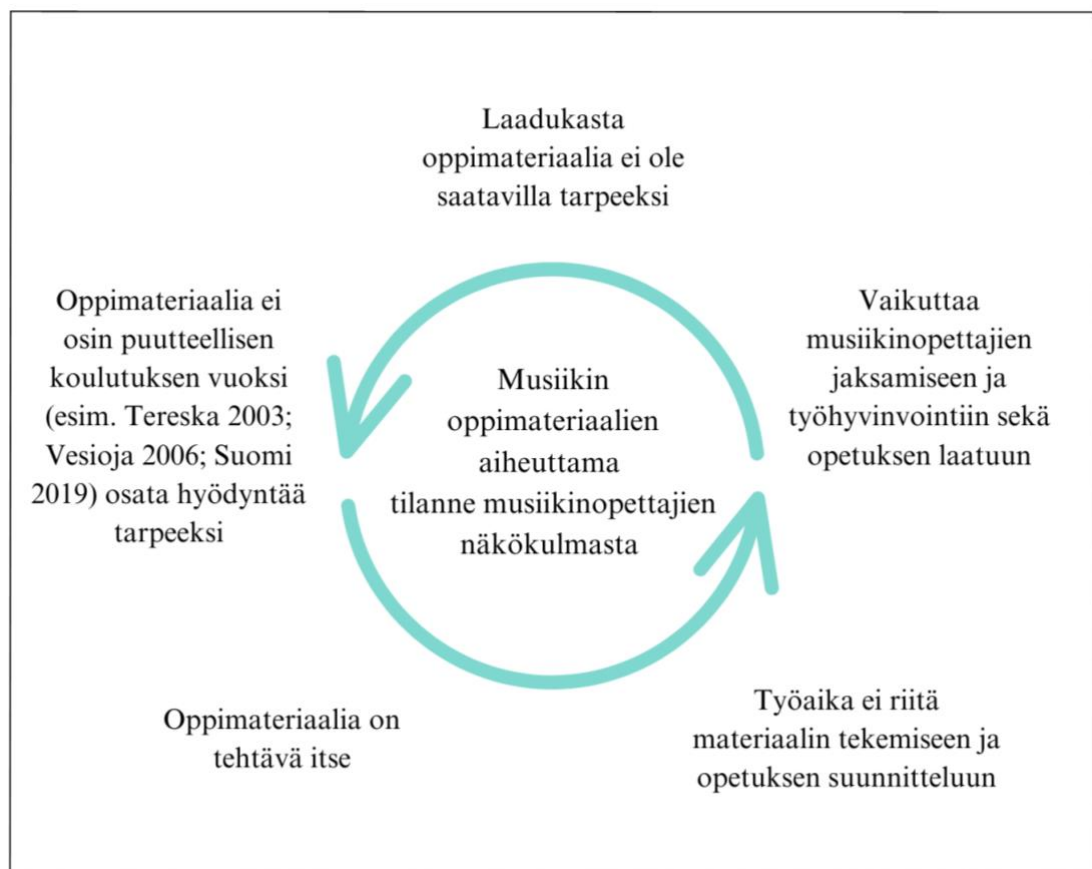 Laadukasta
oppimateriaalia ei ole
saatavilla tarpeeksi
Oppimateriaalia ei
osin puutteellisen
koulutuksen vuoksi
(esim. Tereska 2003;
Vesioja 2006; Suomi
2019) osata hyödyntää
tarpeeksi
Musiikin
oppimateriaalien
aiheuttama
tilanne musiikinopettajien
näkökulmasta
Vaikuttaa
musiikinopettajien
jaksamiseen ja
työhyvinvointiin sekä
opetuksen laatuun
Oppimateriaalia on
tehtävä itse
Työaika ei riitä
materiaalin tekemiseen ja
opetuksen suunnitteluun